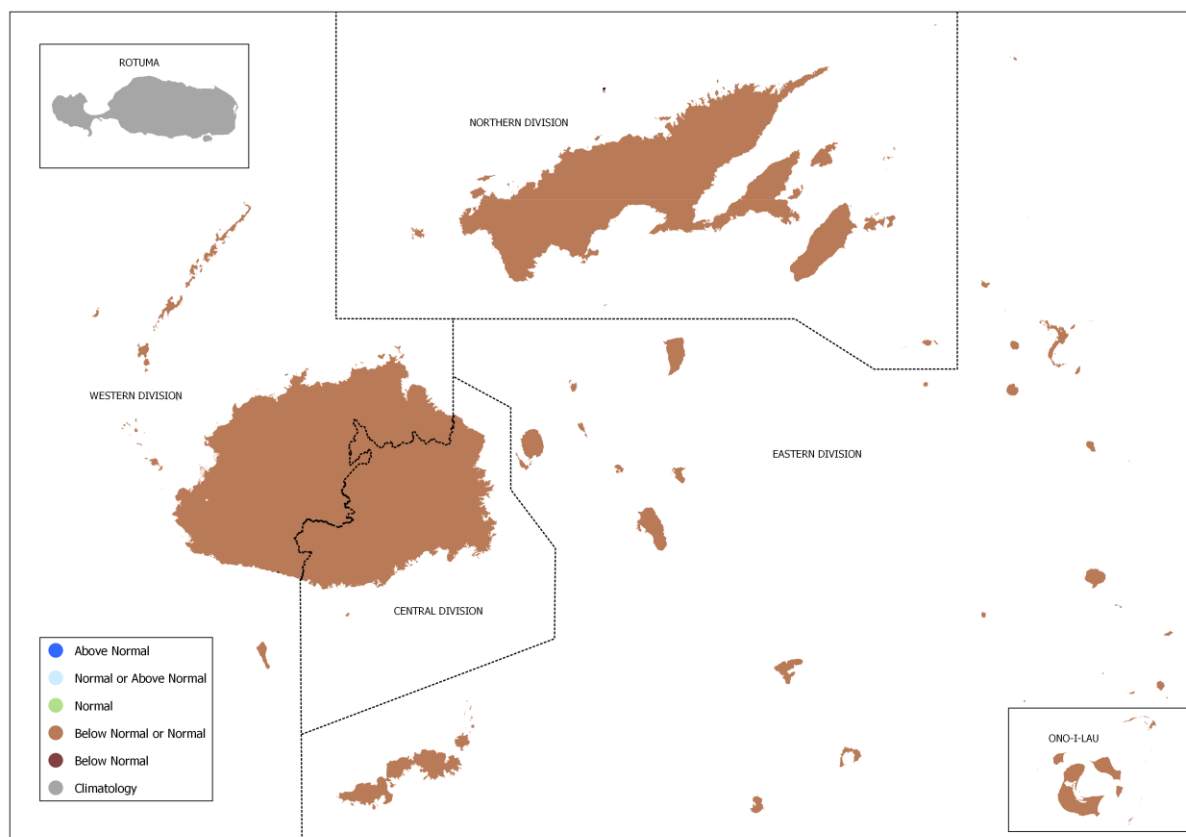 ROTUMA
NORTHERN DIVISION
WESTERN DIVISION
EASTERN DIVISION
CENTRAL DIVISION
Above Normal
Normal or Above Normal
Normal
Below Normal or Normal
Below Normal
Climatology
ONO-I-LAU